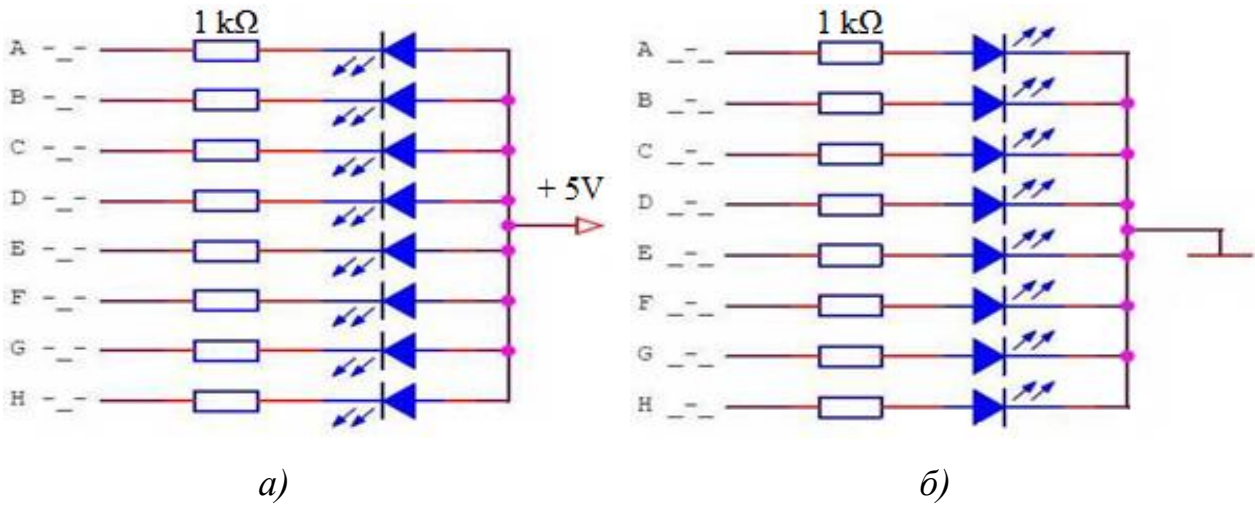 1 kΩ
A -_-
B -_-
C -_-
D -_-
E -_-
F -_-
G -_-
H -_-
+ 5V
а)
1 kΩ
A _-_
B _-_
C _-_
D _-_
E _-_
F _-_
G _-_
H _-_
б)